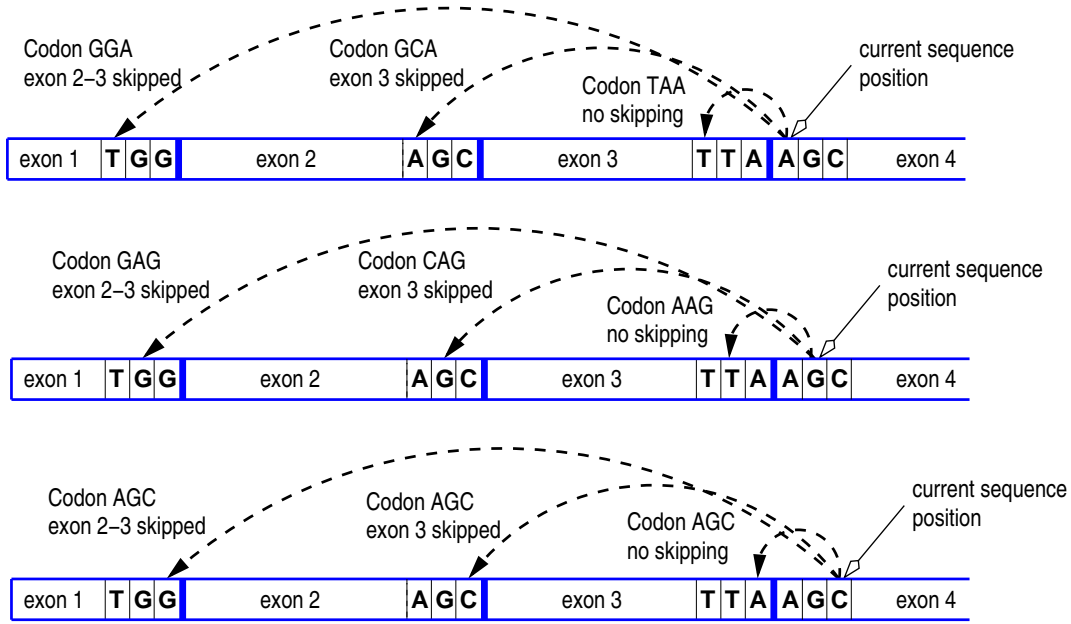 Codon GGA
exon 2–3 skipped
Codon GCA
exon 3 skipped
Codon TAA
no skipping
current sequence
position
exon 1 T G G exon 2 A G C exon 3 T T A A G C exon 4
Codon GAG
exon 2–3 skipped
Codon CAG
exon 3 skipped
Codon AAG
no skipping
current sequence
position
exon 1 T G G exon 2 A G C exon 3 T T A A G C exon 4
Codon AGC
exon 2–3 skipped
Codon AGC
exon 3 skipped
Codon AGC
no skipping
current sequence
position
exon 1 T G G exon 2 A G C exon 3 T T A A G C exon 4